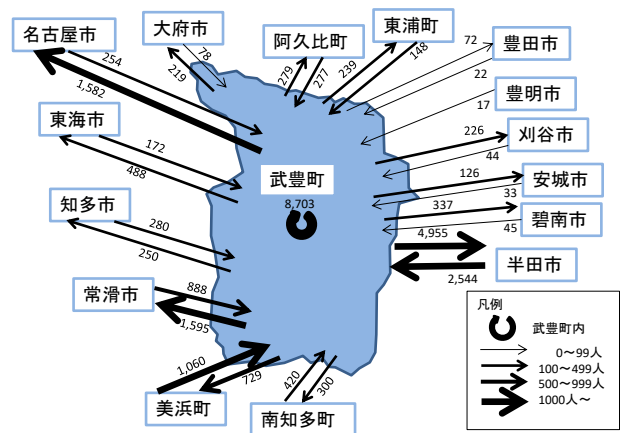 名古屋市
大府市
阿久比町
東浦町
豊田市
豊明市
刈谷市
安城市
碧南市
半田市
東海市
知多市
常滑市
美浜町
南知多町
武豊町
8,703
254
1,582
78
219
279
277
239
148
72
22
17
226
44
126
33
337
45
4,955
2,544
172
488
280
250
888
1,595
1,060
729
420
300
凡例
武豊町内
0～99人
100～499人
500～999人
1000人～